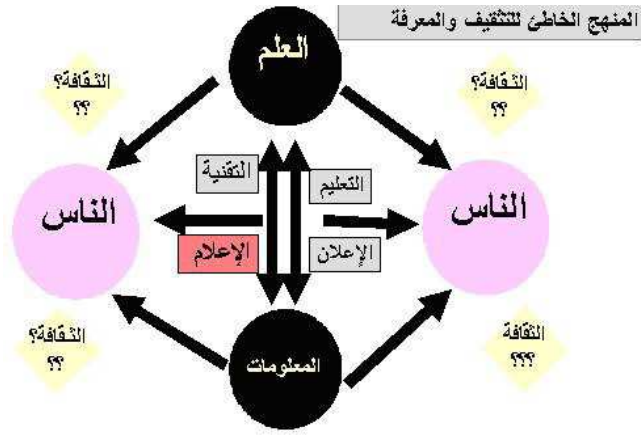 المنهج الخاطئ للتثقيف والمعرفة
العلم
الثقافة؟
؟؟
الثقافة؟
؟؟
التقنية
التعليم
الناس
الناس
الإعلام
الإعلان
الثقافة
؟؟؟
الثقافة؟
؟؟
المعلومات